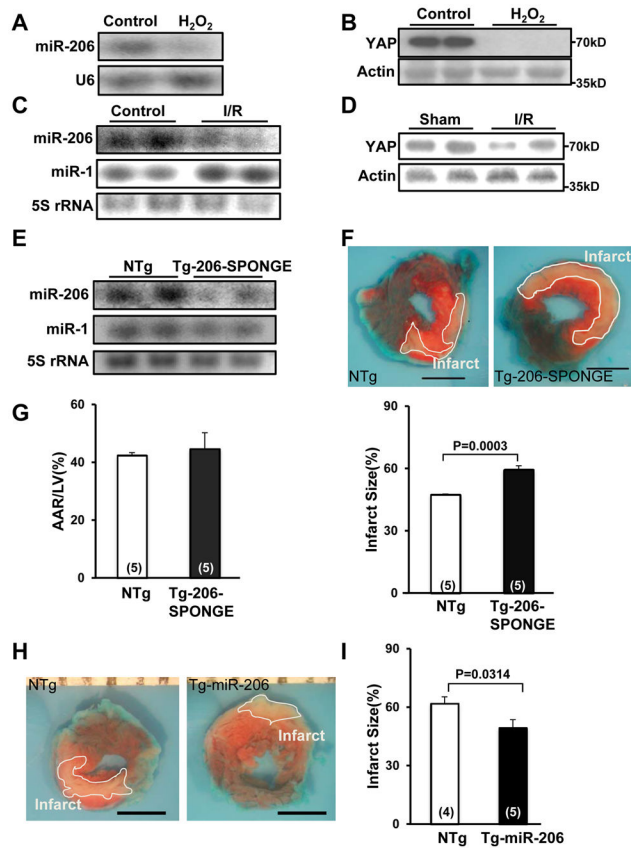 A
Control H₂O₂
miR-206
U6
B
Control H₂O₂
YAP
70kD
Actin
35kD
C
Control I/R
miR-206
miR-1
5S rRNA
D
Sham I/R
YAP
70kD
Actin
35kD
E
NTg Tg-206-SPONGE
miR-206
miR-1
5S rRNA
F
Infarct
NTg
Infarct
Tg-206-SPONGE
G
AAR/LV(%)
60
40
20
0
(5) (5)
NTg Tg-206-
SPONGE
Infarct Size(%)
90
60
30
0
P=0.0003
(5) (5)
NTg Tg-206-
SPONGE
H
NTg
Infarct
Tg-miR-206
Infarct
I
Infarct Size(%)
90
60
30
0
P=0.0314
(4) (5)
NTg Tg-miR-206